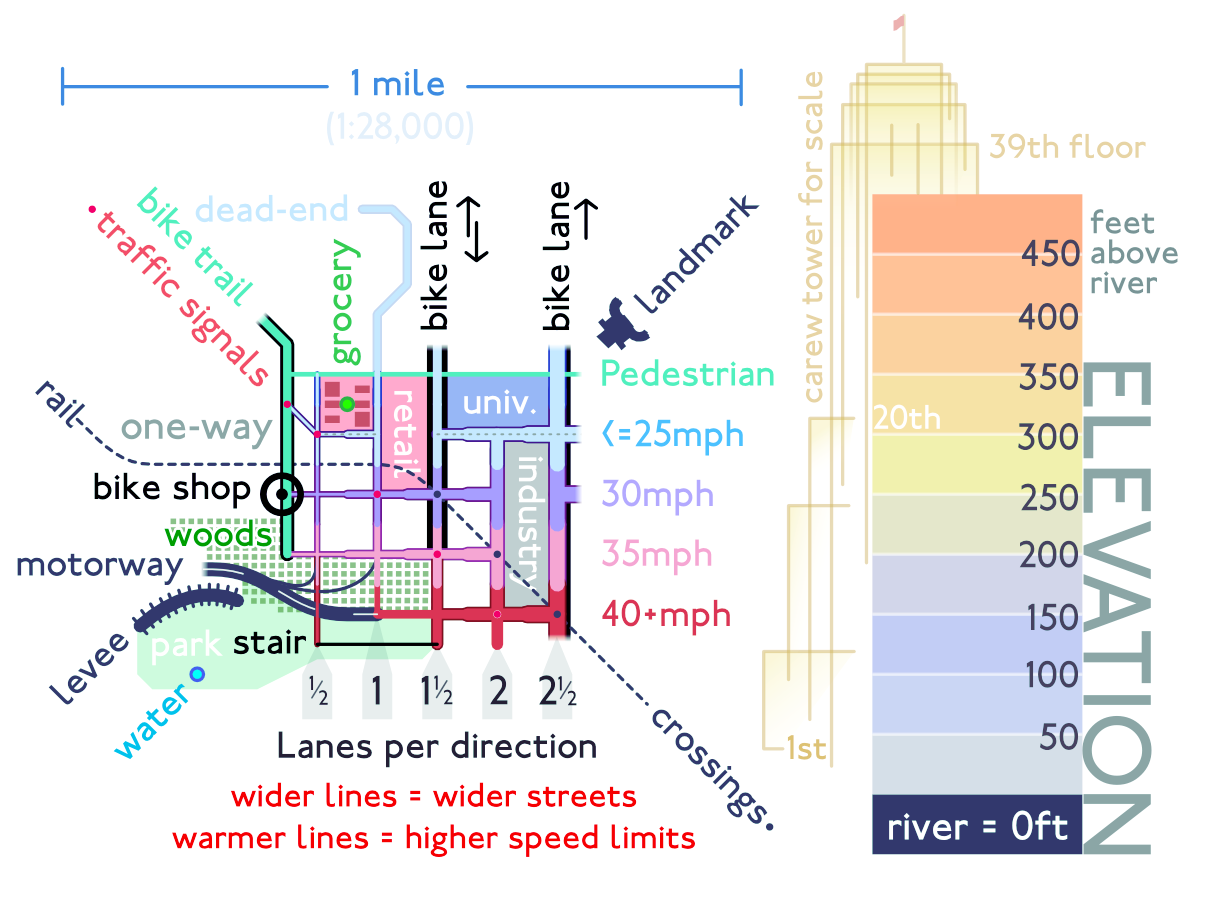 1 mile
(1:28,000)
carew tower for scale
39th floor
20th
1st
feet
above
river
450
400
350
300
250
200
150
100
50
river = 0ft
ELEVATION
bike trail
traffic signals
dead-end
grocery
bike lane
bike lane
landmark
Pedestrian
<=25mph
30mph
35mph
40+mph
rail
one-way
retail
univ.
industry
bike shop
woods
motorway
levee
park
stair
water
½
1
1½
2
2½
Lanes per direction
crossings.
wider lines = wider streets
warmer lines = higher speed limits